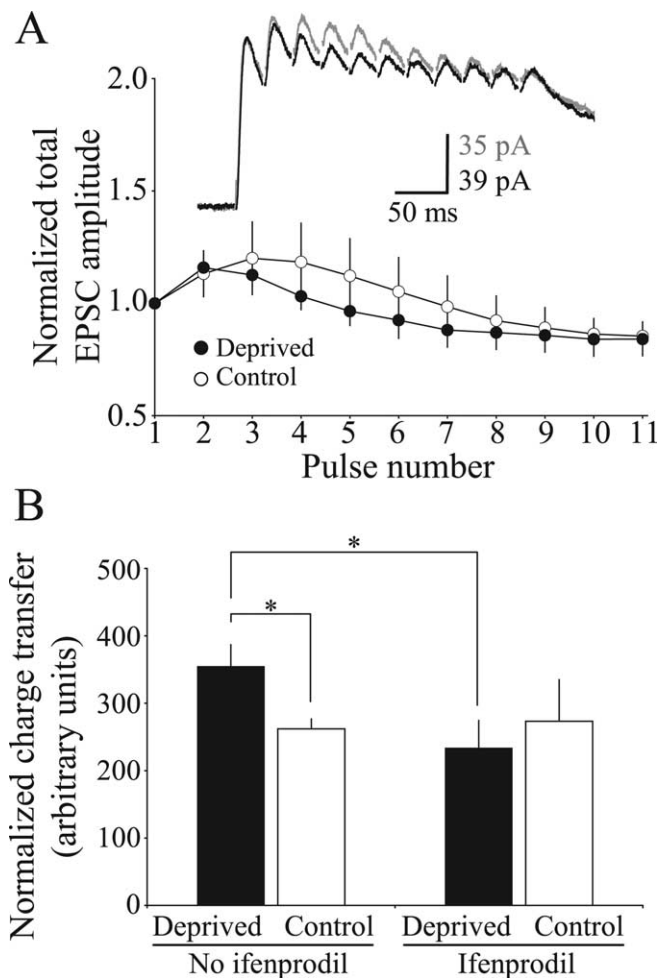 A
Normalized total
EPSC amplitude
2.0
1.5
1.0
0.5
35 pA
39 pA
50 ms
Deprived
Control
1 2 3 4 5 6 7 8 9 10 11
Pulse number
B
Normalized charge transfer
(arbitrary units)
500
400
300
200
100
0
*
*
Deprived Control Deprived Control
No ifenprodil Ifenprodil